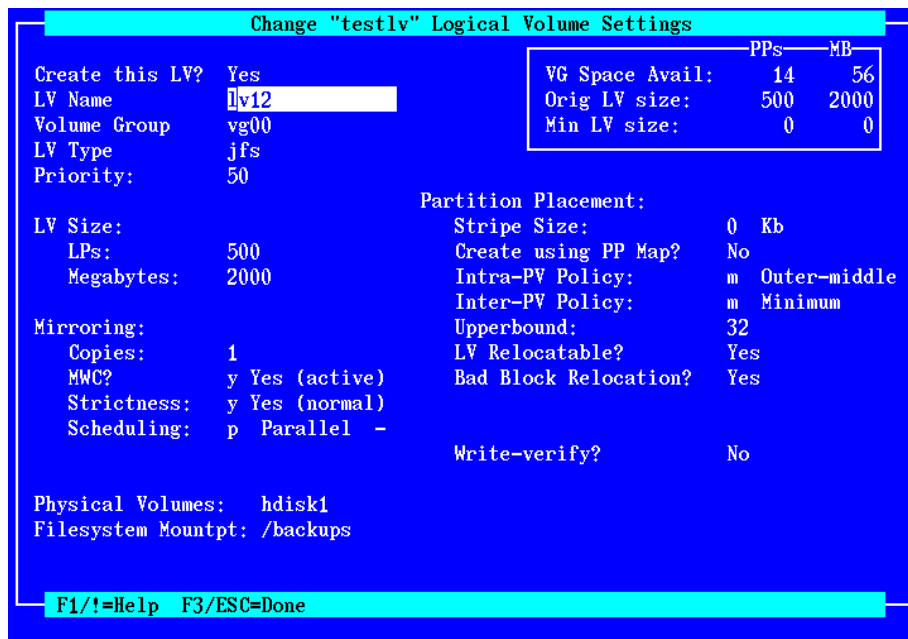 Change "testlv" Logical Volume Settings
PPs MB
Create this LV? Yes VG Space Avail: 14 56
LV Name lv12 Orig LV size: 500 2000
Volume Group vg00 Min LV size: 0 0
LV Type jfs
Priority: 50
Partition Placement:
LV Size: Stripe Size: 0 Kb
LPs: 500 Create using PP Map? No
Megabytes: 2000 Intra-PV Policy: m Outer-middle
Inter-PV Policy: m Minimum
Mirroring: Upperbound: 32
Copies: 1 LV Relocatable? Yes
MWC? y Yes (active) Bad Block Relocation? Yes
Strictness: y Yes (normal)
Scheduling: p Parallel -
Write-verify? No
Physical Volumes: hdisk1
Filesystem Mountpt: /backups
F1/!=Help F3/ESC=Done